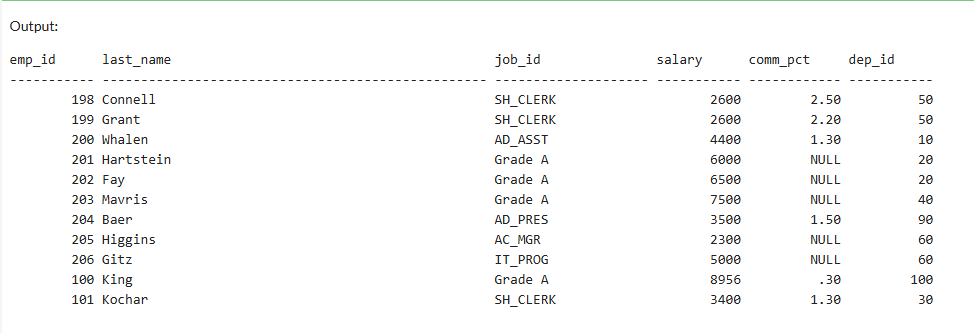 Output:
emp_id last_name job_id salary comm_pct dep_id
----------- -------------------------------------------------- -------------------- ----------- ------------ -----------
198 Connell SH_CLERK 2600 2.50 50
199 Grant SH_CLERK 2600 2.20 50
200 Whalen AD_ASST 4400 1.30 10
201 Hartstein Grade A 6000 NULL 20
202 Fay Grade A 6500 NULL 20
203 Mavris Grade A 7500 NULL 40
204 Baer AD_PRES 3500 1.50 90
205 Higgins AC_MGR 2300 NULL 60
206 Gitz IT_PROG 5000 NULL 60
100 King Grade A 8956 .30 100
101 Kochar SH_CLERK 3400 1.30 30